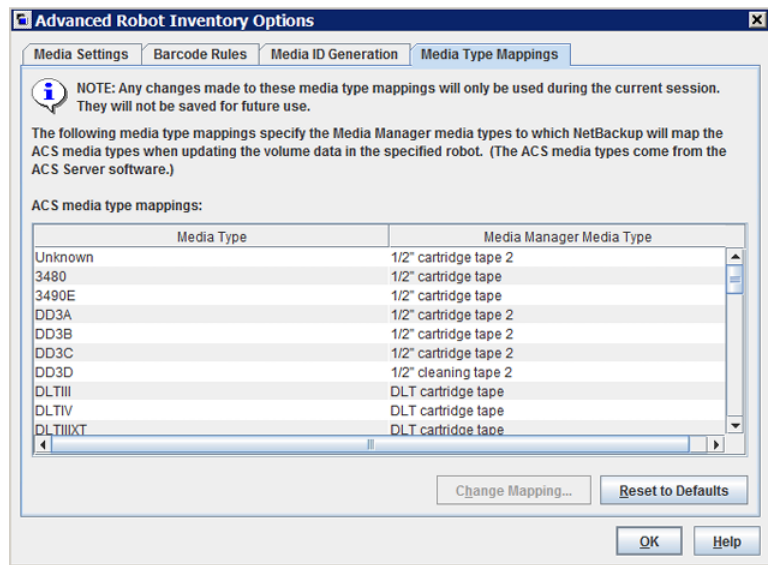 Advanced Robot Inventory Options
Media Settings Barcode Rules Media ID Generation Media Type Mappings
NOTE: Any changes made to these media type mappings will only be used during the current session.
They will not be saved for future use.
The following media type mappings specify the Media Manager media types to which NetBackup will map the
ACS media types when updating the volume data in the specified robot. (The ACS media types come from the
ACS Server software.)
ACS media type mappings:
Media Type Media Manager Media Type
Unknown 1/2" cartridge tape 2
3480 1/2" cartridge tape
3490E 1/2" cartridge tape
DD3A 1/2" cartridge tape 2
DD3B 1/2" cartridge tape 2
DD3C 1/2" cartridge tape 2
DD3D 1/2" cleaning tape 2
DLTIII DLT cartridge tape
DLTIV DLT cartridge tape
DLTIIIXT DLT cartridge tape
Change Mapping... Reset to Defaults
OK Help